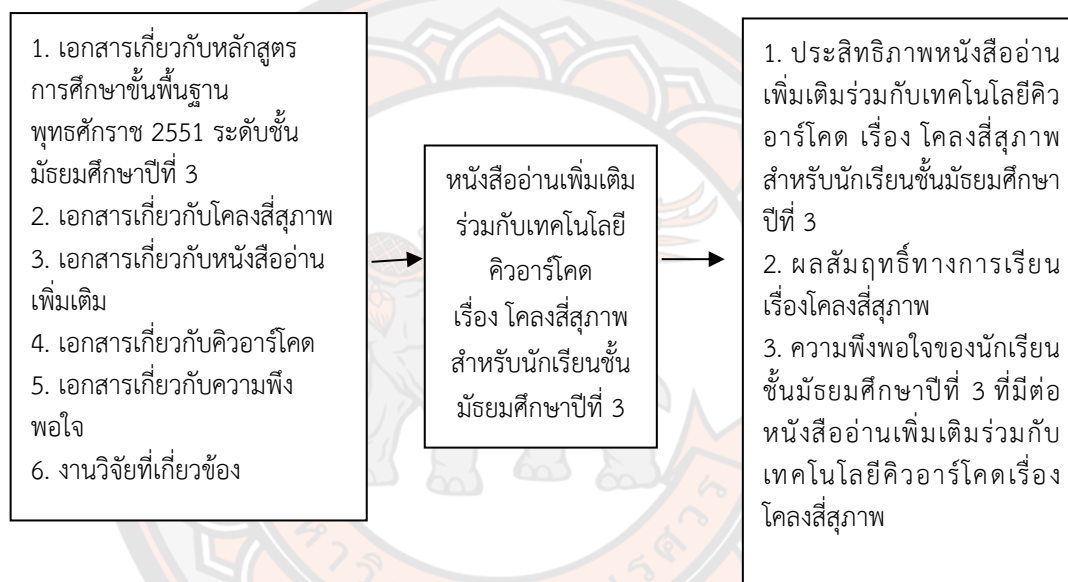 1. เอกสารเกี่ยวกับหลักสูตร
การศึกษาขั้นพื้นฐาน
พุทธศักราช 2551 ระดับชั้น
มัธยมศึกษาปีที่ 3
2. เอกสารเกี่ยวกับโคลงสี่สุภาพ
3. เอกสารเกี่ยวกับหนังสืออ่าน
เพิ่มเติม
4. เอกสารเกี่ยวกับคิวอาร์โคด
5. เอกสารเกี่ยวกับความพึง
พอใจ
6. งานวิจัยที่เกี่ยวข้อง
หนังสืออ่านเพิ่มเติม
ร่วมกับเทคโนโลยี
คิวอาร์โคด
เรื่อง โคลงสี่สุภาพ
สำหรับนักเรียนชั้น
มัธยมศึกษาปีที่ 3
1. ประสิทธิภาพหนังสืออ่าน
เพิ่มเติมร่วมกับเทคโนโลยีคิว
อาร์โคด เรื่อง โคลงสี่สุภาพ
สำหรับนักเรียนชั้นมัธยมศึกษา
ปีที่ 3
2. ผลสัมฤทธิ์ทางการเรียน
เรื่องโคลงสี่สุภาพ
3. ความพึงพอใจของนักเรียน
ชั้นมัธยมศึกษาปีที่ 3 ที่มีต่อ
หนังสืออ่านเพิ่มเติมร่วมกับ
เทคโนโลยีคิวอาร์โคดเรื่อง
โคลงสี่สุภาพ